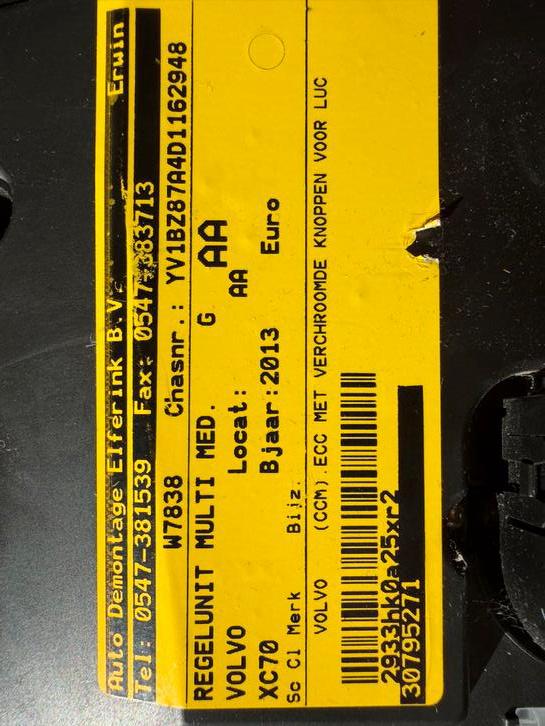 Auto Demontage Elferink B.V. Erwin
Tel: 0547-381539 Fax: 0547-383713
W7838 Chasnr.: YV1BZ87A4D1162948
REGELUNIT MULTI MED. G AA
VOLVO Locat: AA
XC70 Bjaar:2013 Euro
Sc Cl Merk Bijz.
VOLVO (CCM).ECC MET VERCHROOMDE KNOPPEN VOOR LUC
2933hk0a25xr2
30795271